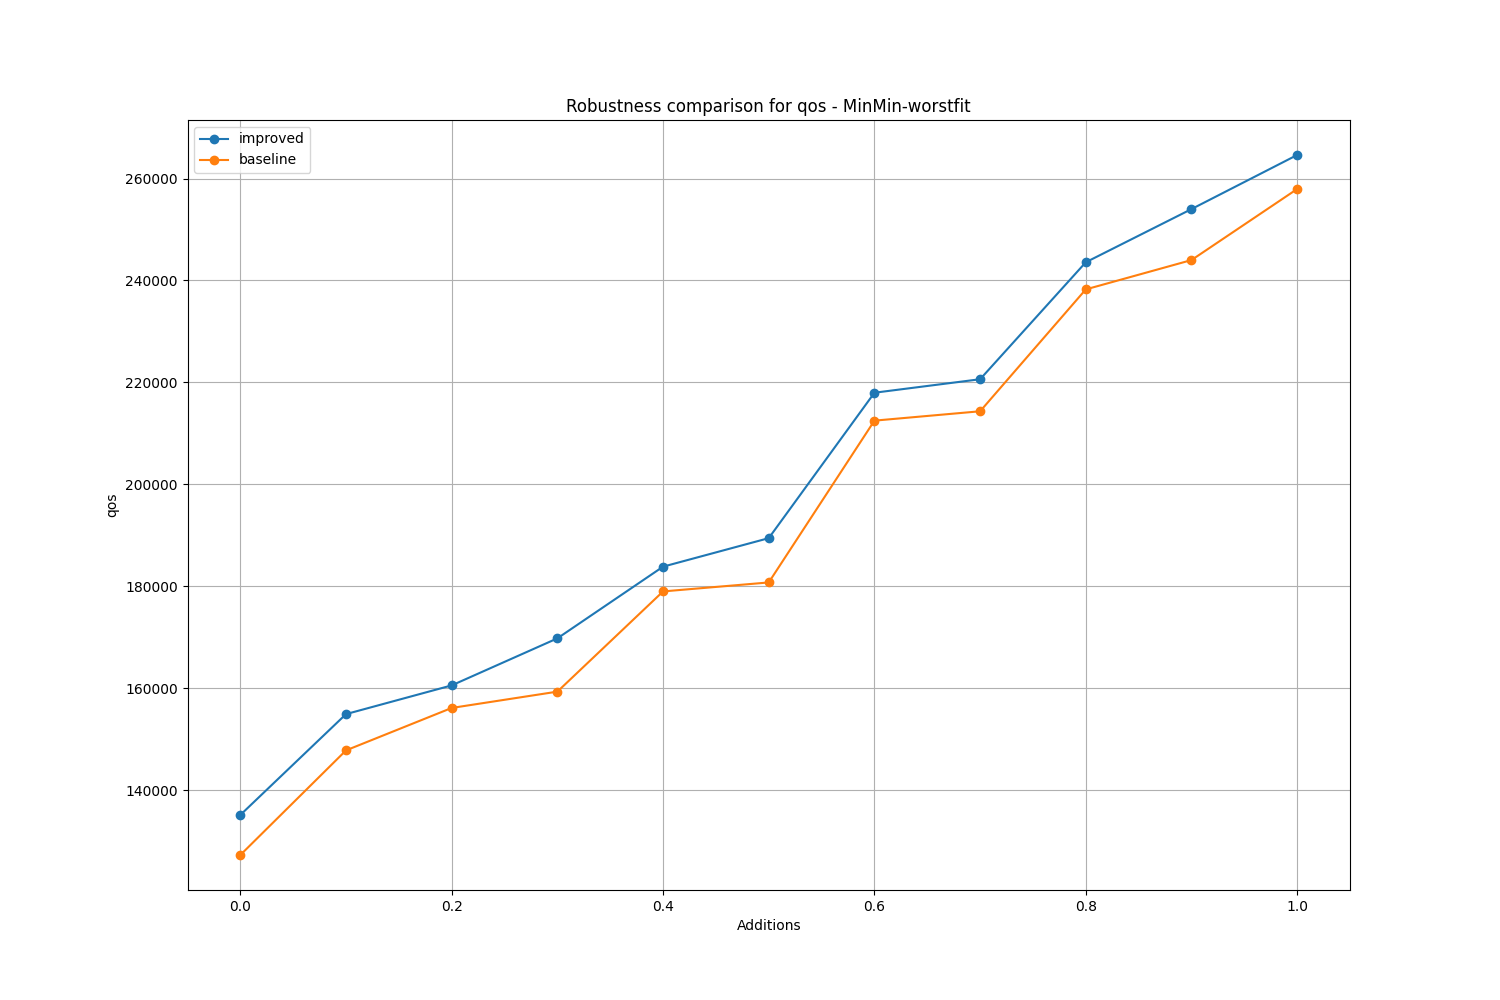 Robustness comparison for qos - MinMin-worstfit
improved
baseline
260000
240000
220000
200000
180000
160000
140000
qos
0.0 0.2 0.4 0.6 0.8 1.0
Additions